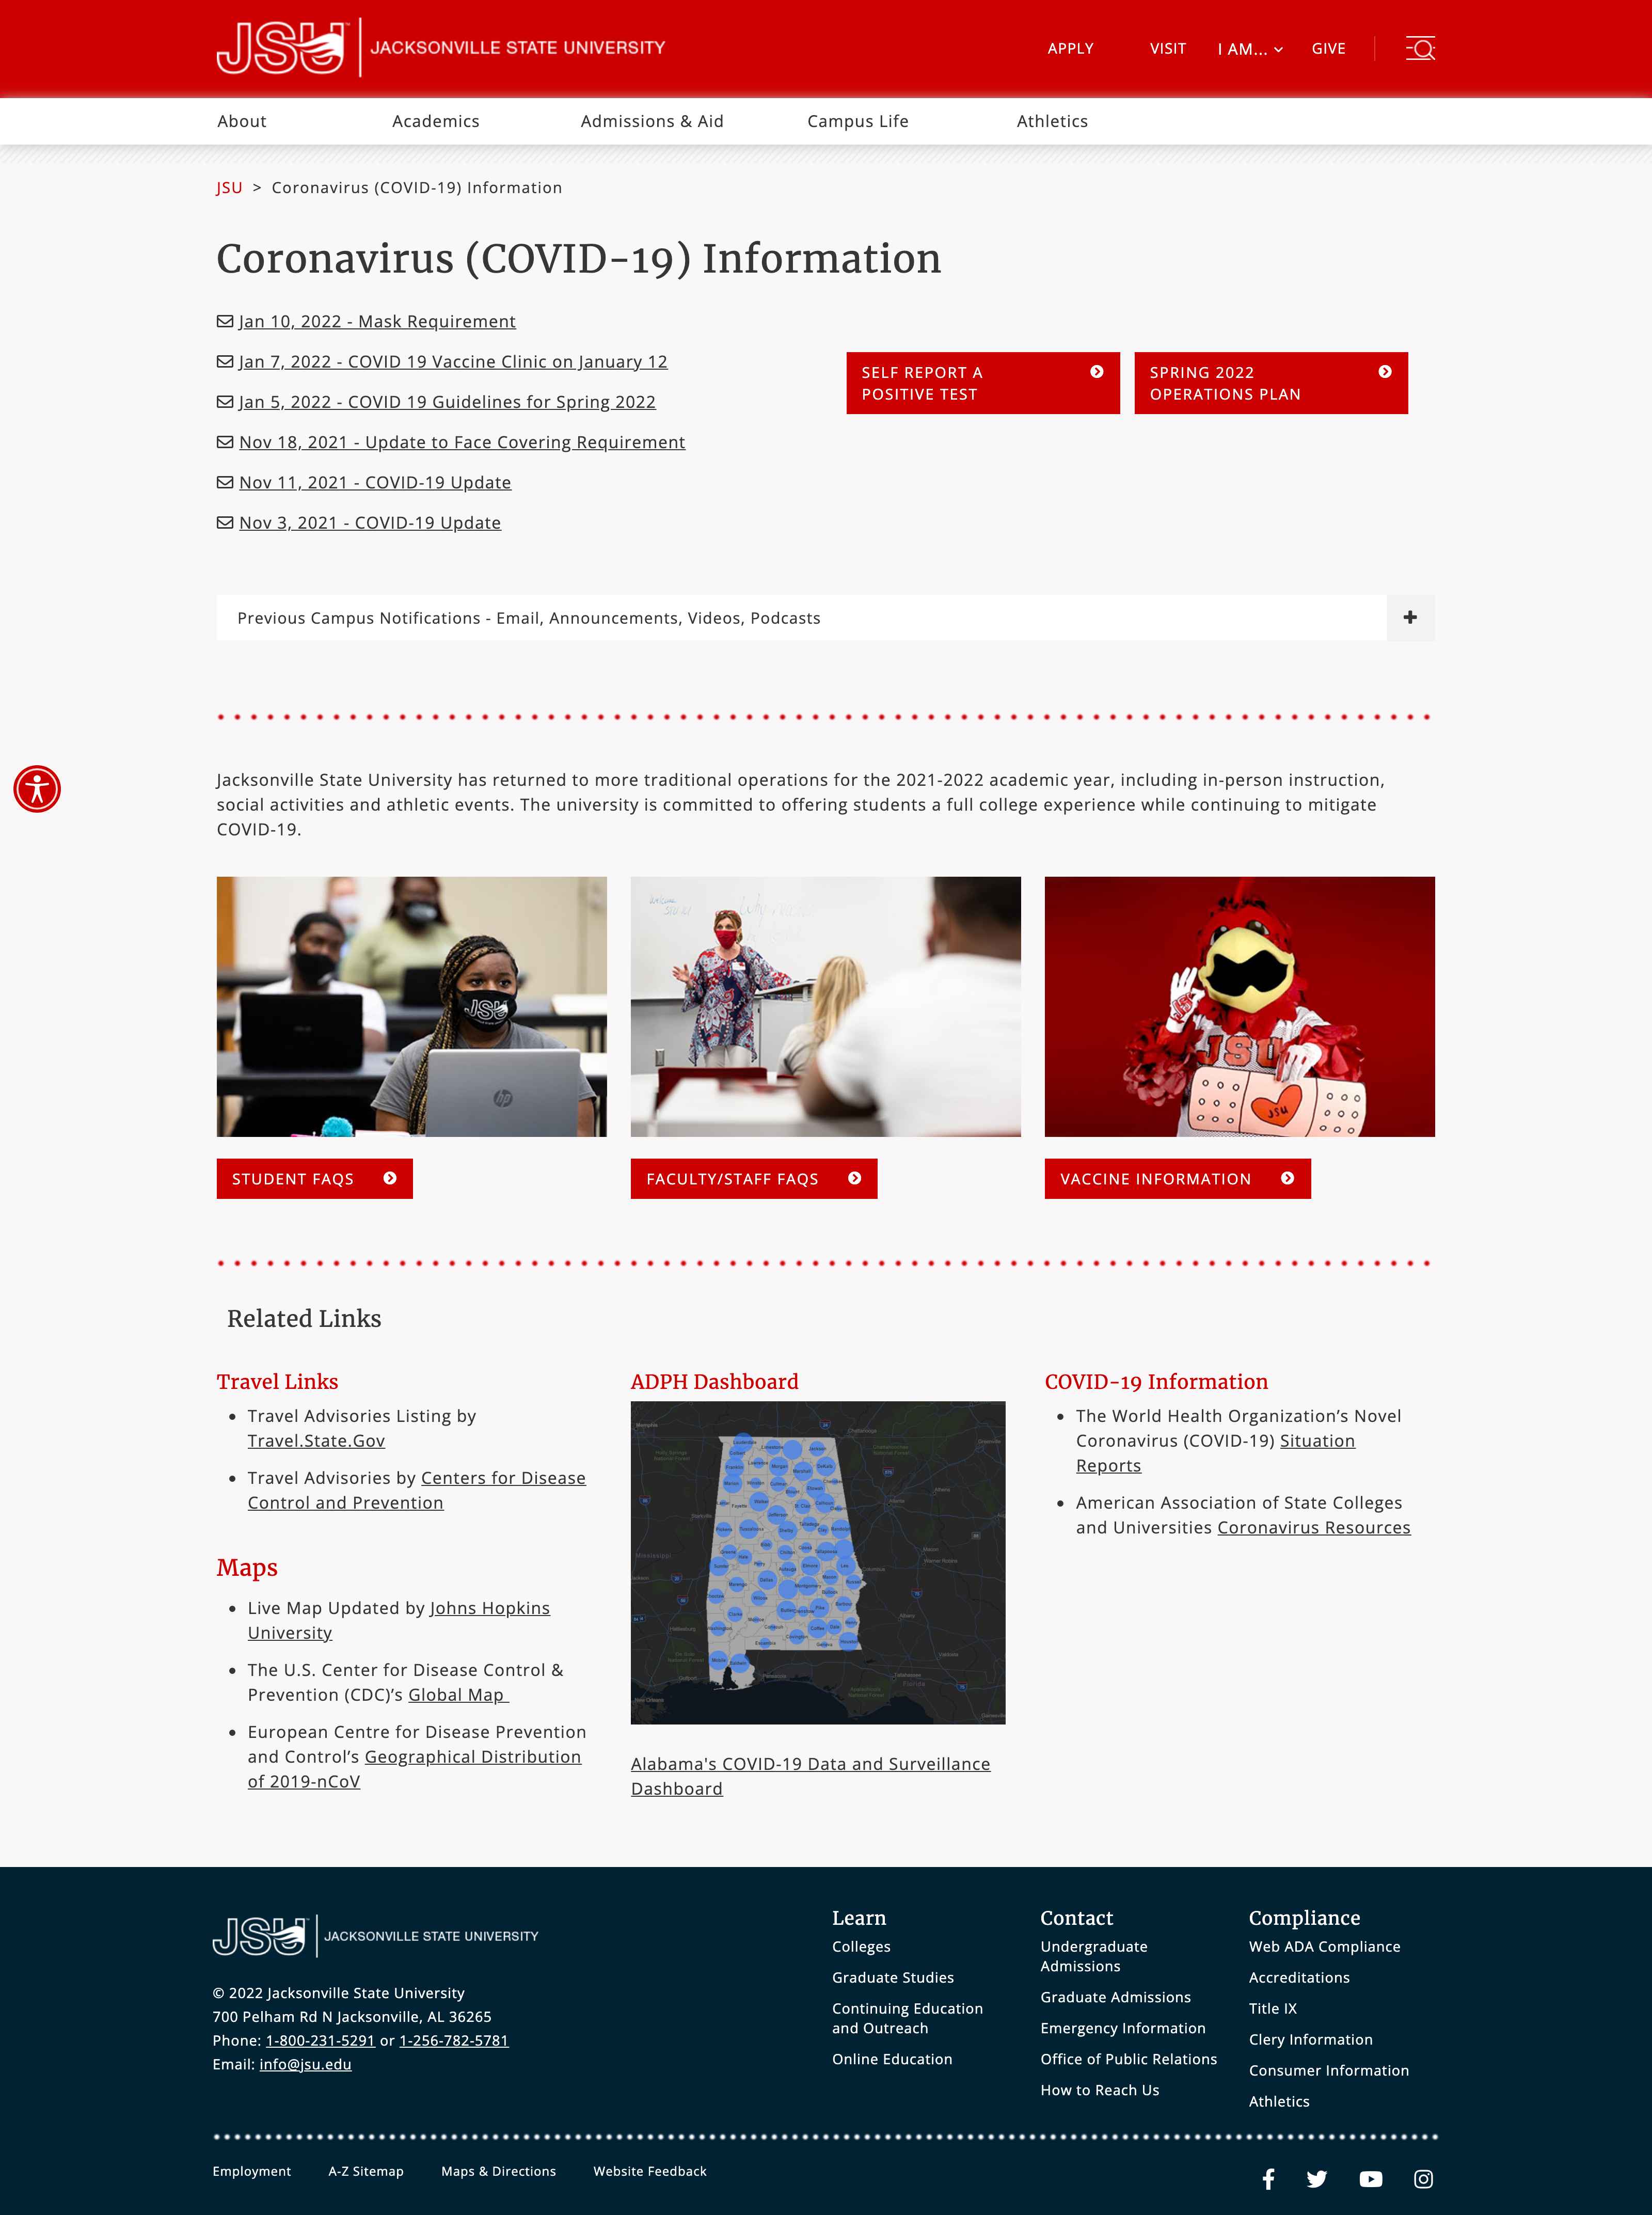 JSU JACKSONVILLE STATE UNIVERSITY
APPLY VISIT I AM... GIVE
About Academics Admissions & Aid Campus Life Athletics
JSU > Coronavirus (COVID-19) Information
Coronavirus (COVID-19) Information
Jan 10, 2022 - Mask Requirement
Jan 7, 2022 - COVID 19 Vaccine Clinic on January 12
Jan 5, 2022 - COVID 19 Guidelines for Spring 2022
Nov 18, 2021 - Update to Face Covering Requirement
Nov 11, 2021 - COVID-19 Update
Nov 3, 2021 - COVID-19 Update
SELF REPORT A
POSITIVE TEST
SPRING 2022
OPERATIONS PLAN
Previous Campus Notifications - Email, Announcements, Videos, Podcasts
Jacksonville State University has returned to more traditional operations for the 2021-2022 academic year, including in-person instruction,
social activities and athletic events. The university is committed to offering students a full college experience while continuing to mitigate
COVID-19.
JSU
hp
JSU
JSU
STUDENT FAQS
FACULTY/STAFF FAQS
VACCINE INFORMATION
Related Links
Travel Links
Travel Advisories Listing by
Travel.State.Gov
Travel Advisories by Centers for Disease
Control and Prevention
Maps
Live Map Updated by Johns Hopkins
University
The U.S. Center for Disease Control &
Prevention (CDC)’s Global Map
European Centre for Disease Prevention
and Control’s Geographical Distribution
of 2019-nCoV
ADPH Dashboard
Alabama's COVID-19 Data and Surveillance
Dashboard
COVID-19 Information
The World Health Organization’s Novel
Coronavirus (COVID-19) Situation
Reports
American Association of State Colleges
and Universities Coronavirus Resources
JSU JACKSONVILLE STATE UNIVERSITY
© 2022 Jacksonville State University
700 Pelham Rd N Jacksonville, AL 36265
Phone: 1-800-231-5291 or 1-256-782-5781
Email: info@jsu.edu
Learn
Colleges
Graduate Studies
Continuing Education
and Outreach
Online Education
Contact
Undergraduate
Admissions
Graduate Admissions
Emergency Information
Office of Public Relations
How to Reach Us
Compliance
Web ADA Compliance
Accreditations
Title IX
Clery Information
Consumer Information
Athletics
Employment A-Z Sitemap Maps & Directions Website Feedback